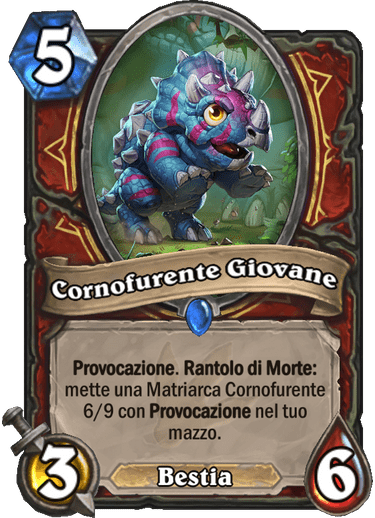 5
Cornofurente Giovane
Provocazione. Rantolo di Morte:
mette una Matriarca Cornofurente
6/9 con Provocazione nel tuo
mazzo.
3
Bestia
6